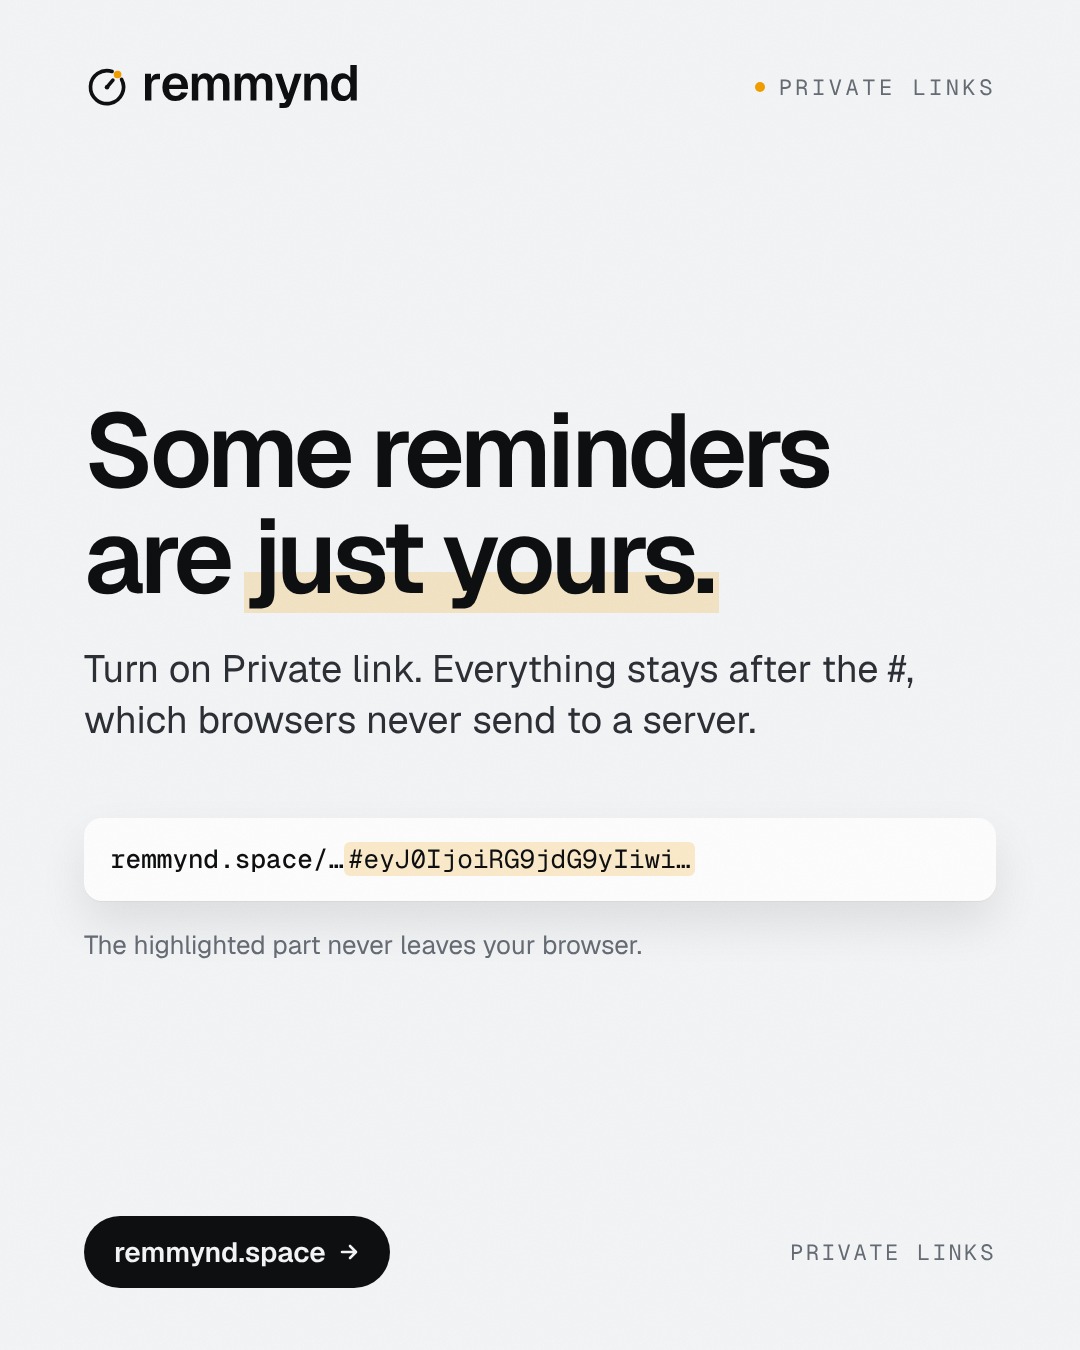 remmynd
PRIVATE LINKS
Some reminders
are just yours.
Turn on Private link. Everything stays after the #,
which browsers never send to a server.
remmynd.space/…#eyJ0IjoiRG9jdG9yIiwi…
The highlighted part never leaves your browser.
remmynd.space →
PRIVATE LINKS